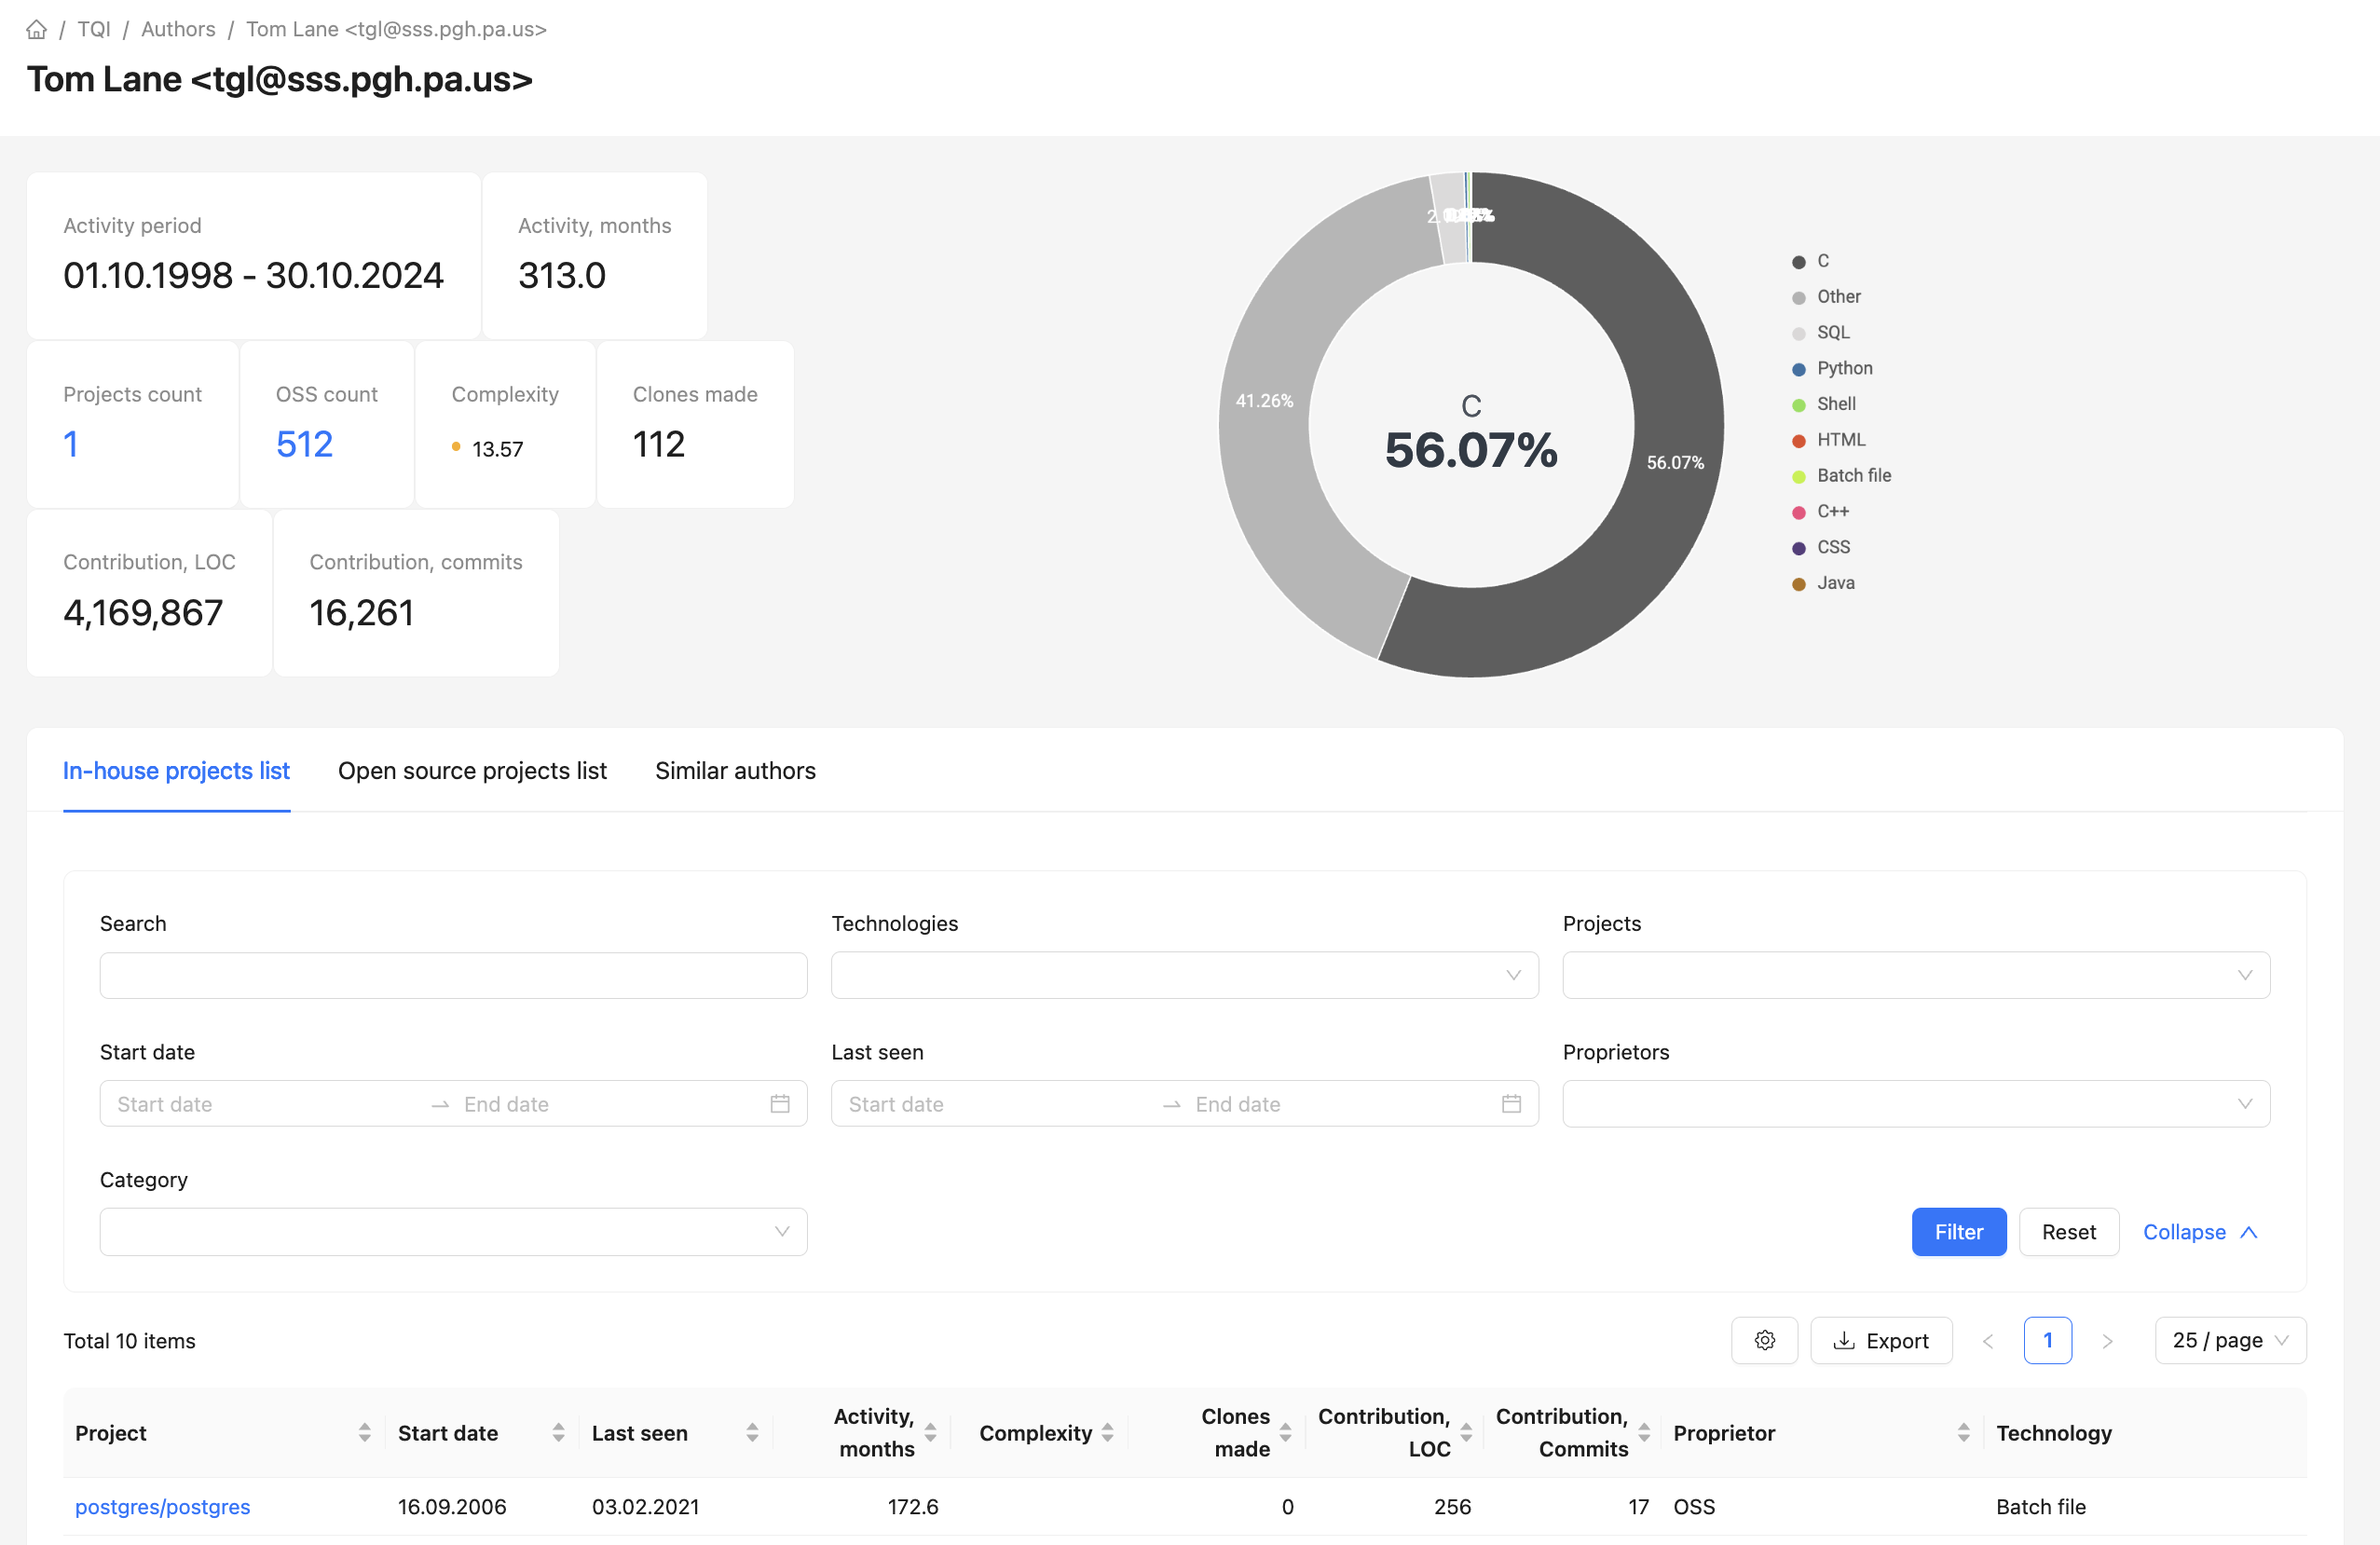 / TQI / Authors / Tom Lane <tgl@sss.pgh.pa.us>
Tom Lane <tgl@sss.pgh.pa.us>
Activity period
01.10.1998 - 30.10.2024
Activity, months
313.0
Projects count
1
OSS count
512
Complexity
13.57
Clones made
112
Contribution, LOC
4,169,867
Contribution, commits
16,261
41.26%
C
56.07%
56.07%
C
Other
SQL
Python
Shell
HTML
Batch file
C++
CSS
Java
In-house projects list
Open source projects list
Similar authors
Search
Technologies
Projects
Start date
Last seen
Proprietors
Start date → End date
Start date → End date
Category
Filter
Reset
Collapse
Total 10 items
Export
< 1 >
25 / page
Project
Start date
Last seen
Activity,
months
Complexity
Clones
made
Contribution,
LOC
Contribution,
Commits
Proprietor
Technology
postgres/postgres 16.09.2006 03.02.2021 172.6 0 256 17 OSS Batch file